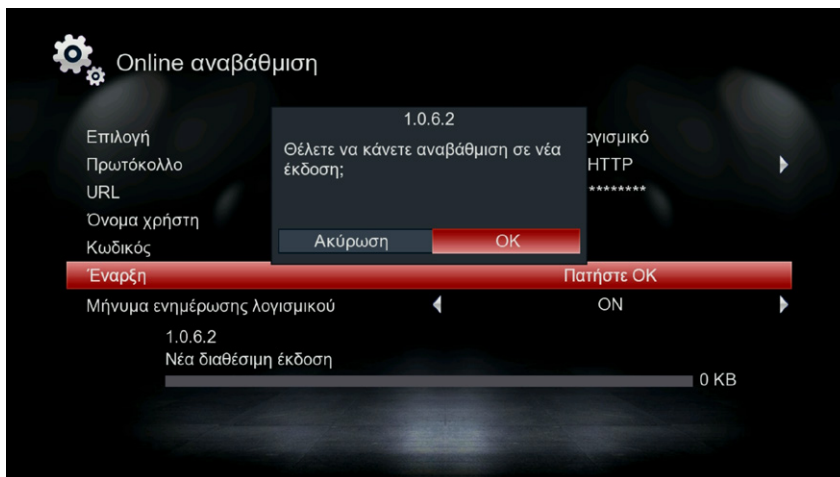 Online αναβάθμιση
1.0.6.2
Θέλετε να κάνετε αναβάθμιση σε νέα
έκδοση;
Ακύρωση OK
Επιλογή
Πρωτόκολλο HTTP
URL ********
Όνομα χρήστη
Κωδικός
Έναρξη Πατήστε OK
Μήνυμα ενημέρωσης λογισμικού ON
1.0.6.2
Νέα διαθέσιμη έκδοση
0 KB